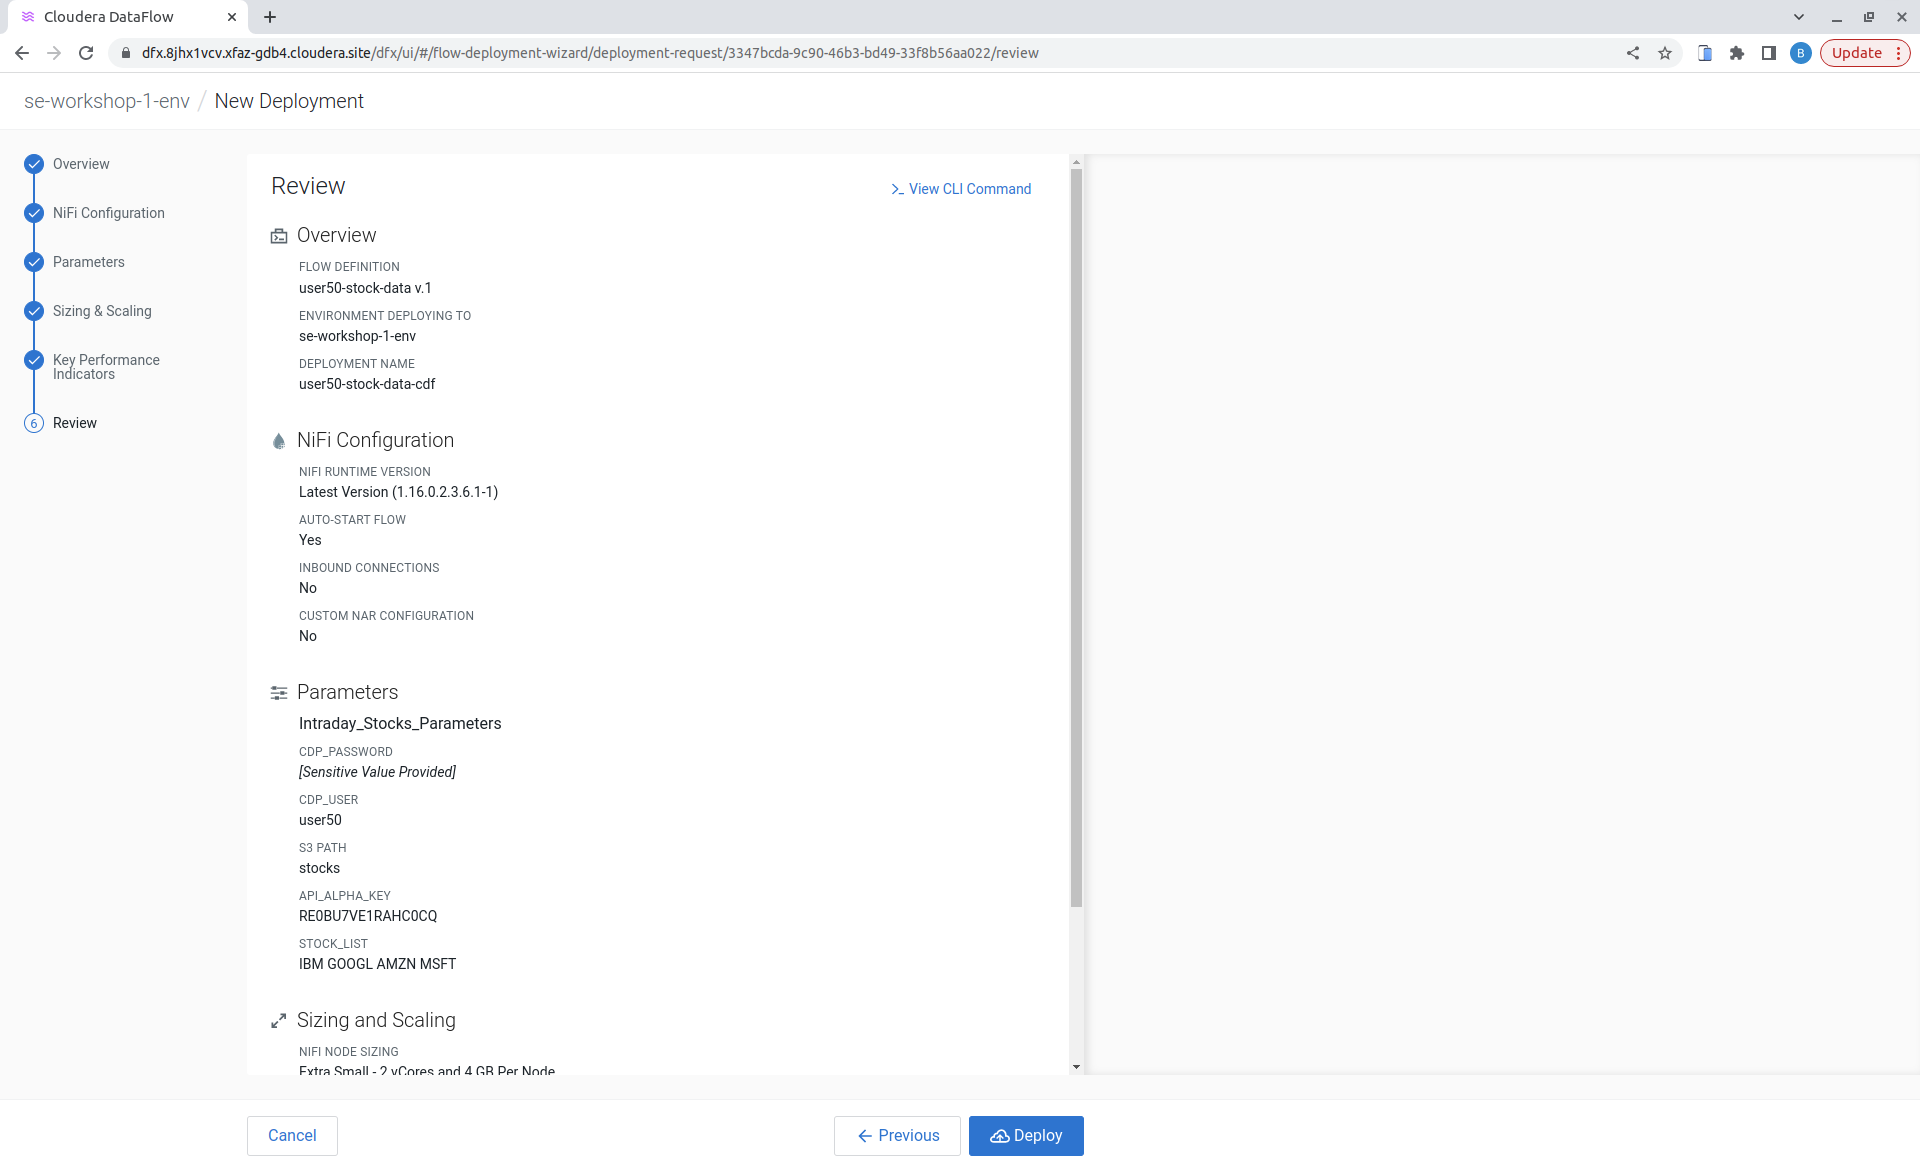 Cloudera DataFlow
dfx.8jhx1vcv.xfaz-gdb4.cloudera.site/dfx/ui/#/flow-deployment-wizard/deployment-request/3347bcda-9c90-46b3-bd49-33f8b56aa022/review
B
Update
se-workshop-1-env / New Deployment
Overview
NiFi Configuration
Parameters
Sizing & Scaling
Key Performance
Indicators
6 Review
Review
>_ View CLI Command
Overview
FLOW DEFINITION
user50-stock-data v.1
ENVIRONMENT DEPLOYING TO
se-workshop-1-env
DEPLOYMENT NAME
user50-stock-data-cdf
NiFi Configuration
NIFI RUNTIME VERSION
Latest Version (1.16.0.2.3.6.1-1)
AUTO-START FLOW
Yes
INBOUND CONNECTIONS
No
CUSTOM NAR CONFIGURATION
No
Parameters
Intraday_Stocks_Parameters
CDP_PASSWORD
[Sensitive Value Provided]
CDP_USER
user50
S3 PATH
stocks
API_ALPHA_KEY
RE0BU7VE1RAHC0CQ
STOCK_LIST
IBM GOOGL AMZN MSFT
Sizing and Scaling
NIFI NODE SIZING
Extra Small - 2 vCores and 4 GB Per Node
Cancel
Previous
Deploy